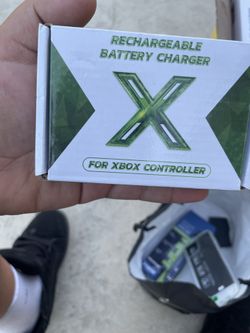 RECHARGEABLE
BATTERY CHARGER
X
FOR XBOX CONTROLLER